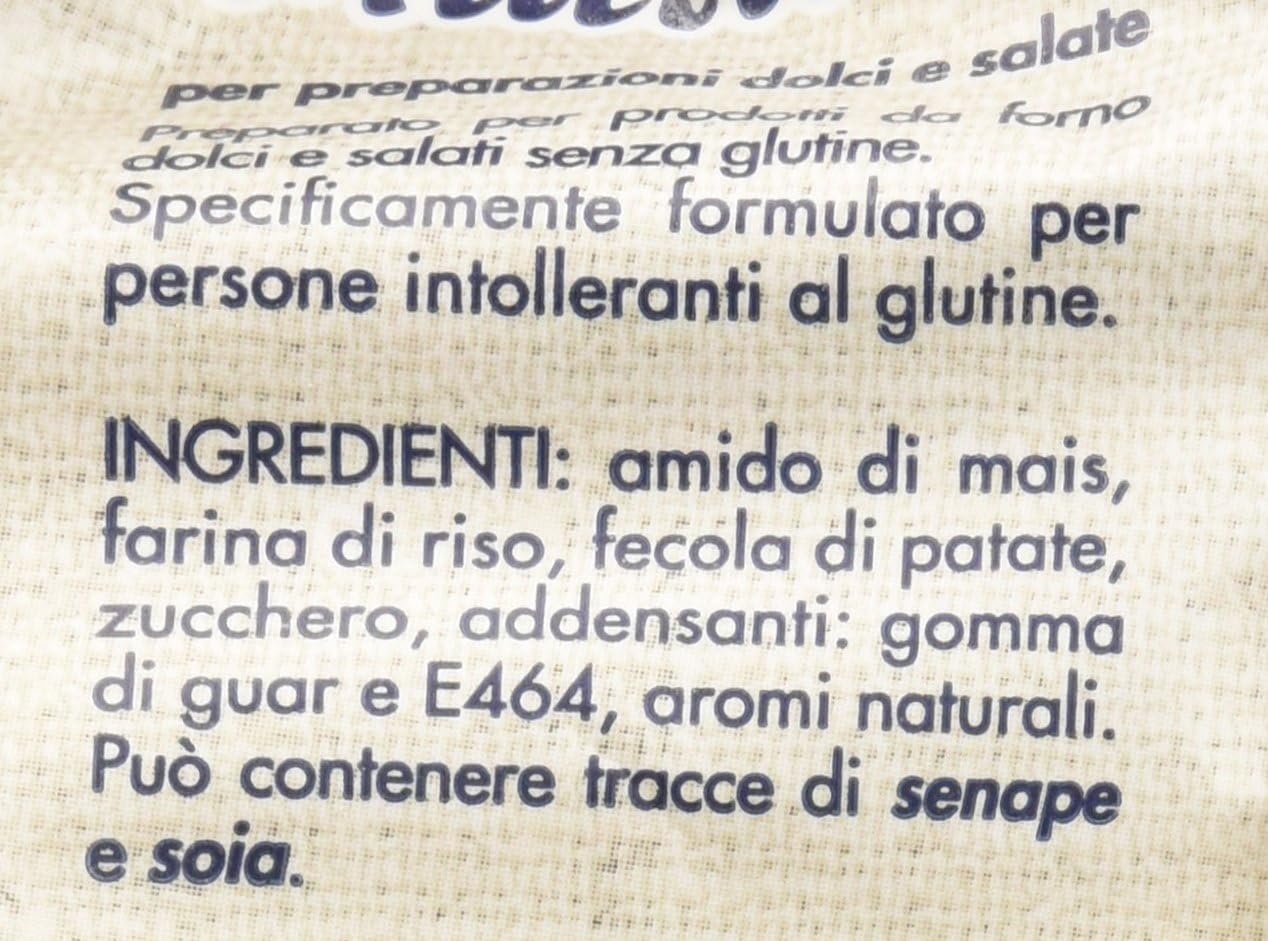 per preparazioni dolci e salate
Preparato per prodotti da forno
dolci e salati senza glutine.
Specificamente formulato per
persone intolleranti al glutine.
INGREDIENTI: amido di mais,
farina di riso, fecola di patate,
zucchero, addensanti: gomma
di guar e E464, aromi naturali.
Può contenere tracce di senape
e soia.